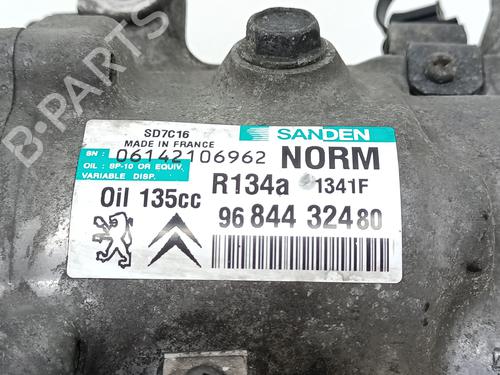 SD7C16
MADE IN FRANCE
SANDEN
SN : 06142106962 NORM
OIL : SP-10 OR EQUIV.
VARIABLE DISP.
R134a 1341F
Oil 135cc
96 844 324 80
B-PARTS